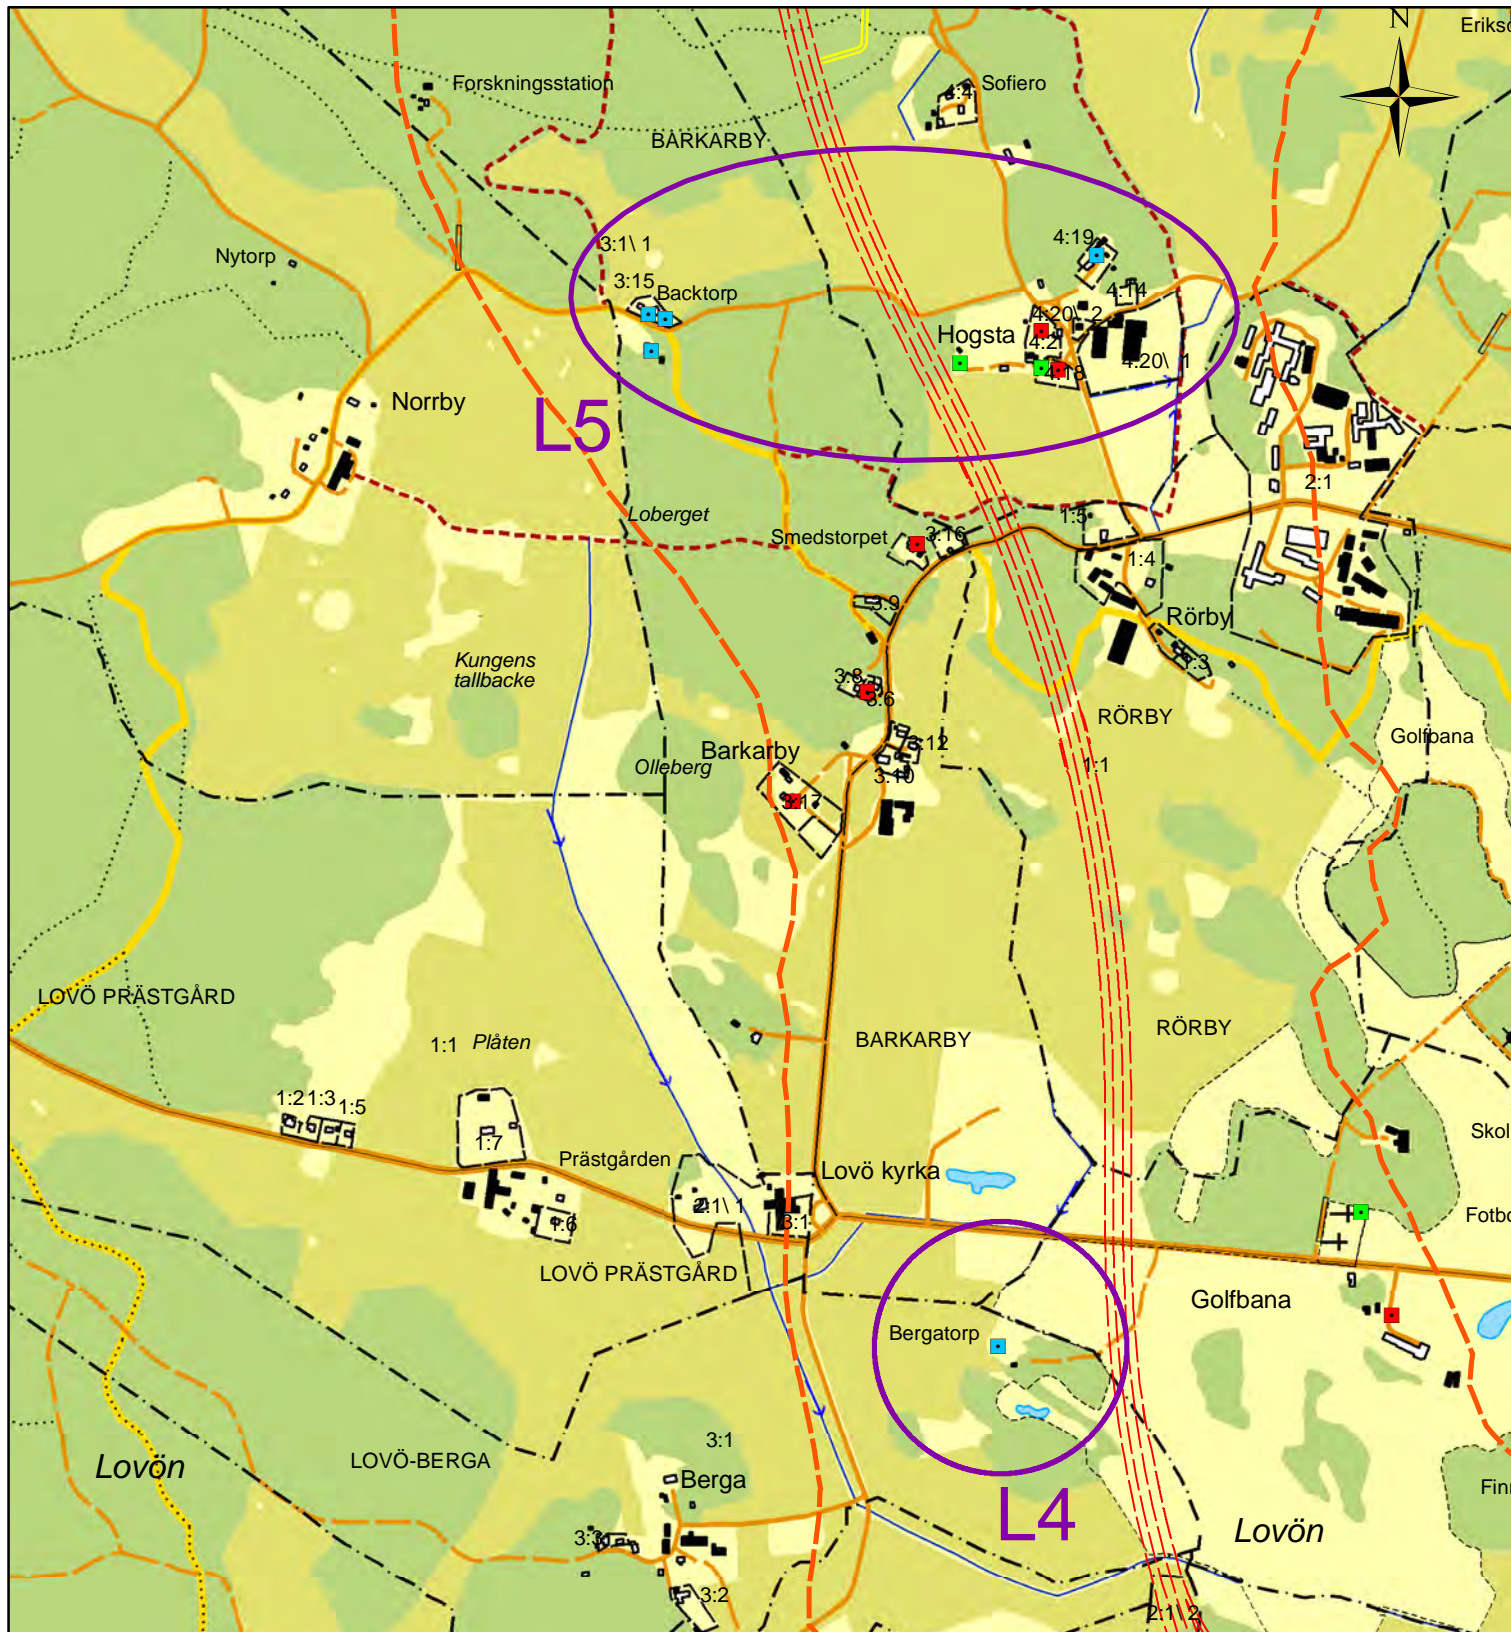 N
Eriksc
Forskningsstation
4:4
Sofiero
BARKARBY
3:1\ 1
4:19
Nytorp
3:15
Backtorp
4:14
4:20\ 2
Hogsta
4:2
4:20\ 1
4:18
Norrby
L5
2:1
Loberget
Smedstorpet
3:16
1:5
1:4
3:9
Rörby
Kungens
tallbacke
1:3
3:8
3:6
RÖRBY
Golfbana
Barkarby
3:12
Olleberg
3:10
1:1
3:17
LOVÖ PRÄSTGÅRD
RÖRBY
1:1
Plåten
BARKARBY
1:2
1:3
1:5
1:7
Skol
Prästgården
Lovö kyrka
2:1\ 1
3:1
1:6
Fotbo
LOVÖ PRÄSTGÅRD
Golfbana
Bergatorp
3:1
Lovön
LOVÖ-BERGA
Berga
Finn
L4
Lovön
3:3
3:2
2:1\ 2